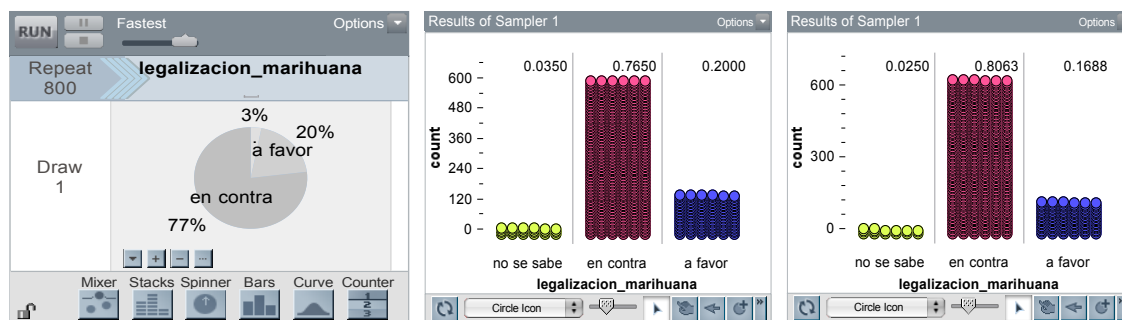 RUN
Fastest
Options
Repeat
800
legalizacion_marihuana
Draw
1
3%
20%
a favor
en contra
77%
Mixer Stacks Spinner Bars Curve Counter
1
2
3
Results of Sampler 1 Options
0.0350 0.7650 0.2000
count
600
480
360
240
120
0
no se sabe en contra a favor
legalizacion_marihuana
Circle Icon
Results of Sampler 1 Options
0.0250 0.8063 0.1688
count
600
300
0
no se sabe en contra a favor
legalizacion_marihuana
Circle Icon